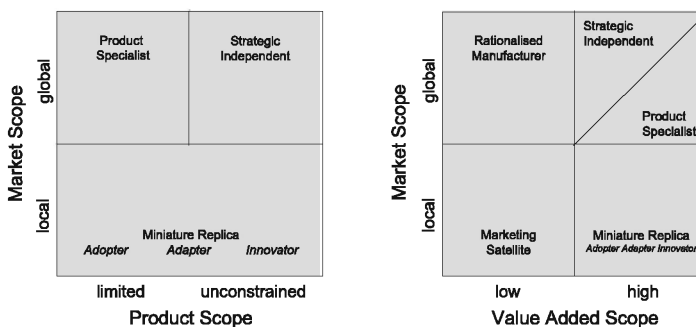 Market Scope
global
local
Product
Specialist
Strategic
Independent
Miniature Replica
Adopter Adapter Innovator
limited unconstrained
Product Scope
Market Scope
global
local
Rationalised
Manufacturer
Strategic
Independent
Product
Specialist
Marketing
Satellite
Miniature Replica
Adopter Adapter Innovator
low high
Value Added Scope